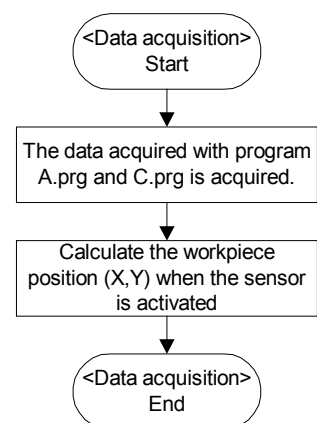 <Data acquisition>
Start
The data acquired with program
A.prg and C.prg is acquired.
Calculate the workpiece
position (X,Y) when the sensor
is activated
<Data acquisition>
End